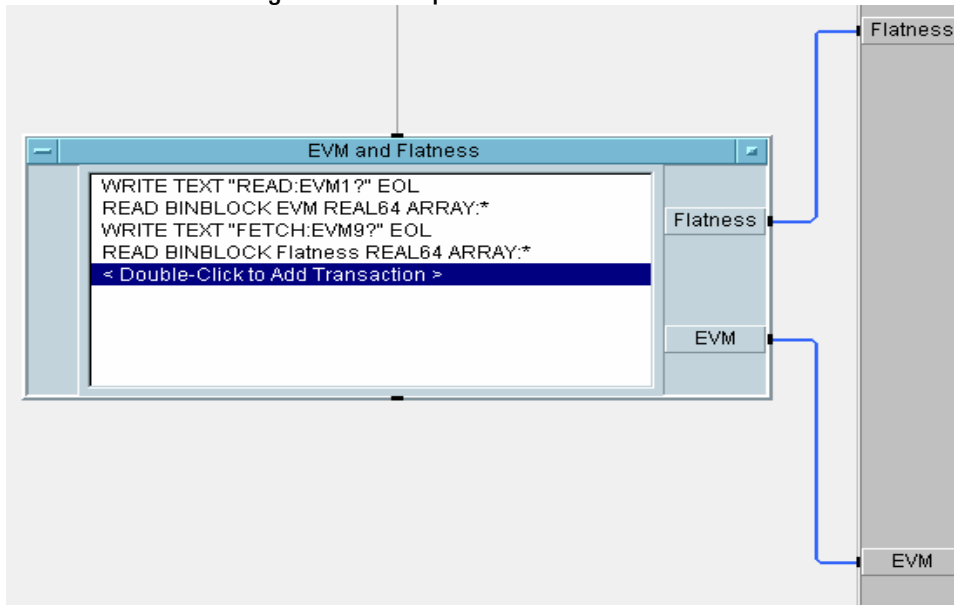 Flatness
EVM and Flatness
WRITE TEXT "READ:EVM1?" EOL
READ BINBLOCK EVM REAL64 ARRAY:*
WRITE TEXT "FETCH:EVM9?" EOL
READ BINBLOCK Flatness REAL64 ARRAY:*
< Double-Click to Add Transaction >
Flatness
EVM
EVM